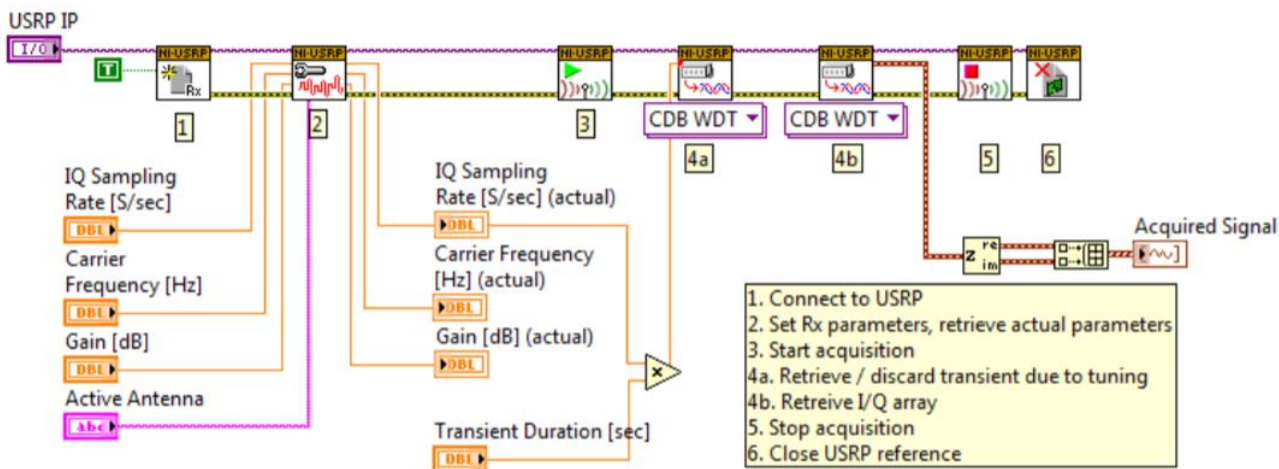 USRP IP
I/O
NI-USRP NI-USRP NI-USRP NI-USRP NI-USRP NI-USRP NI-USRP
T
Rx
CDB WDT CDB WDT
1 2 3 4a 4b 5 6
IQ Sampling
Rate [S/sec]
DBL
Carrier
Frequency [Hz]
DBL
Gain [dB]
DBL
Active Antenna
abc
IQ Sampling
Rate [S/sec] (actual)
DBL
Carrier Frequency
[Hz] (actual)
DBL
Gain [dB] (actual)
DBL
x
Transient Duration [sec]
DBL
z re
im
Acquired Signal
1. Connect to USRP
2. Set Rx parameters, retrieve actual parameters
3. Start acquisition
4a. Retrieve / discard transient due to tuning
4b. Retreive I/Q array
5. Stop acquisition
6. Close USRP reference